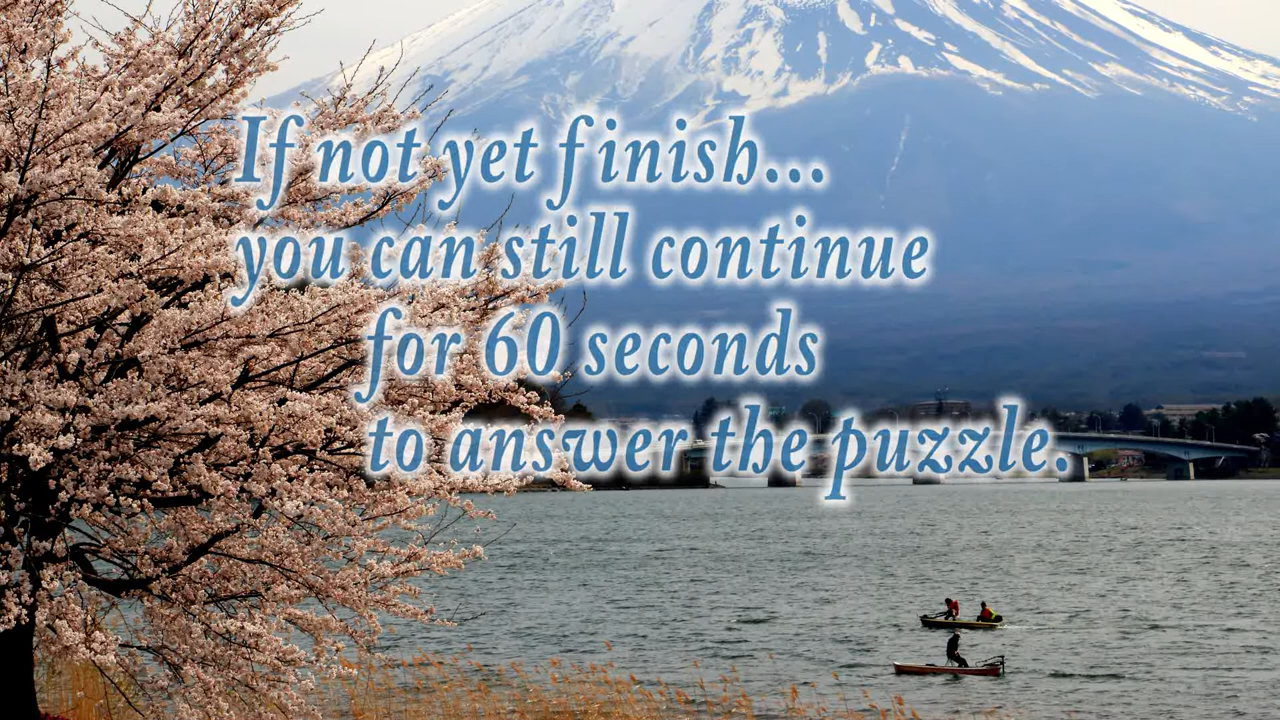 If not yet finish...
you can still continue
for 60 seconds
to answer the puzzle.